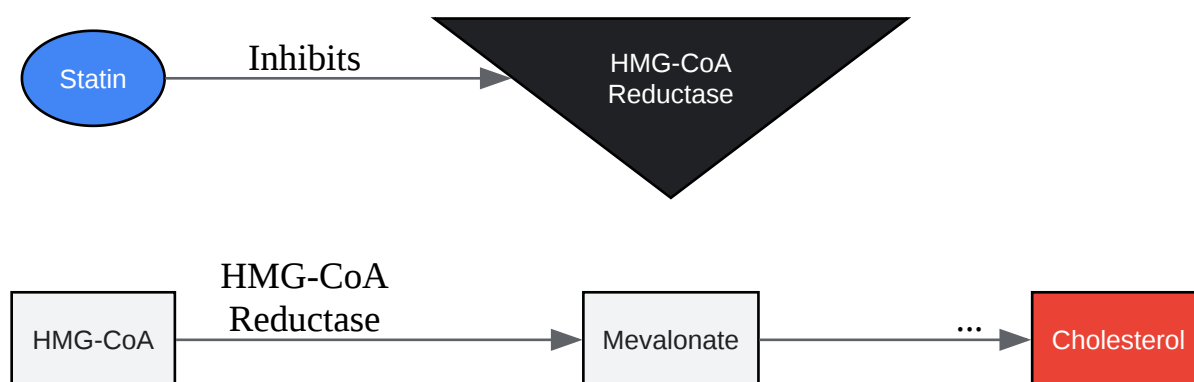 Inhibits
Statin
HMG-CoA
Reductase
HMG-CoA
Reductase
HMG-CoA
Mevalonate
...
Cholesterol